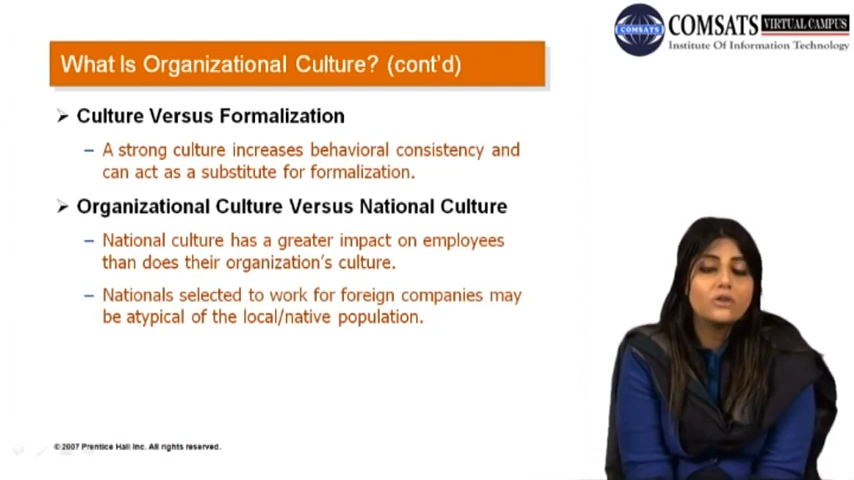 COMSATS VIRTUAL CAMPUS
Institute Of Information Technology
What Is Organizational Culture? (cont'd)
➢ Culture Versus Formalization
– A strong culture increases behavioral consistency and
can act as a substitute for formalization.
➢ Organizational Culture Versus National Culture
– National culture has a greater impact on employees
than does their organization's culture.
– Nationals selected to work for foreign companies may
be atypical of the local/native population.
© 2007 Prentice Hall Inc. All rights reserved.